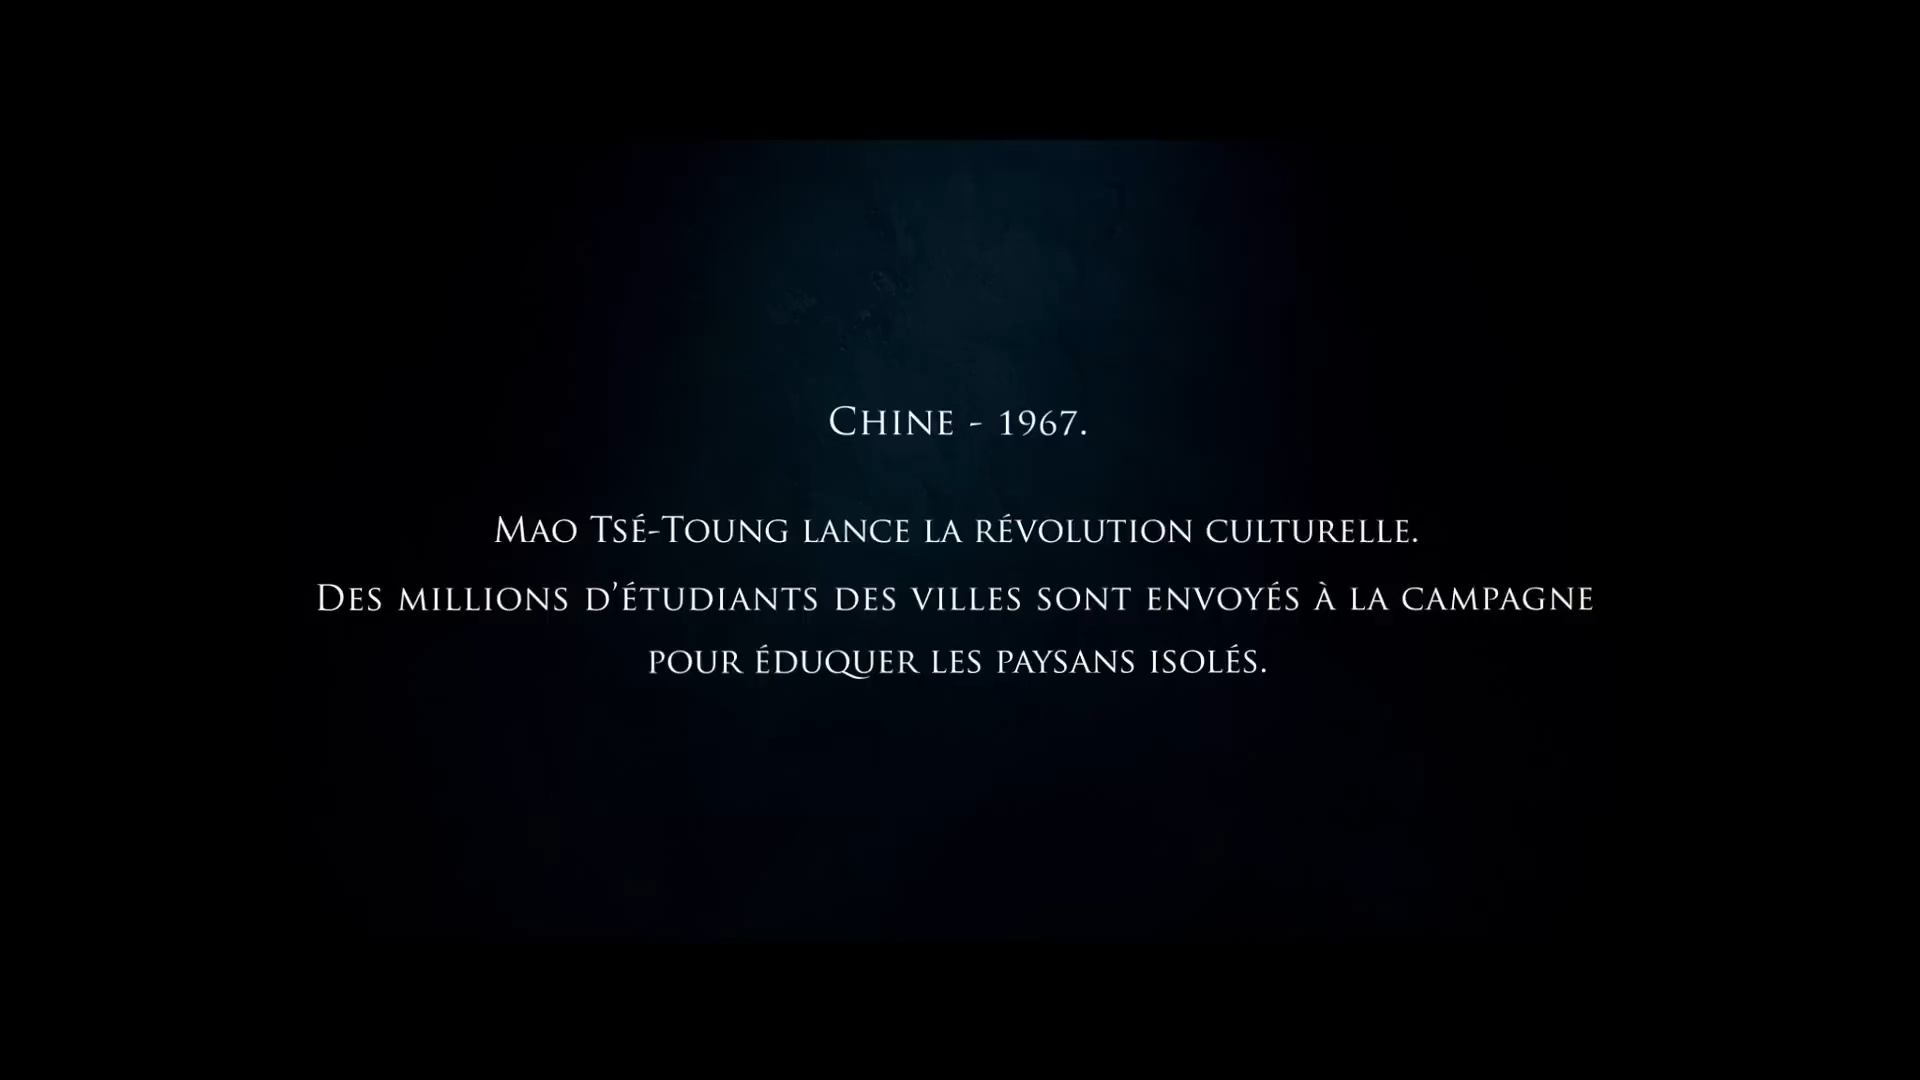 Chine - 1967.
Mao Tsé-Toung lance la révolution culturelle.
Des millions d’étudiants des villes sont envoyés à la campagne
pour éduquer les paysans isolés.